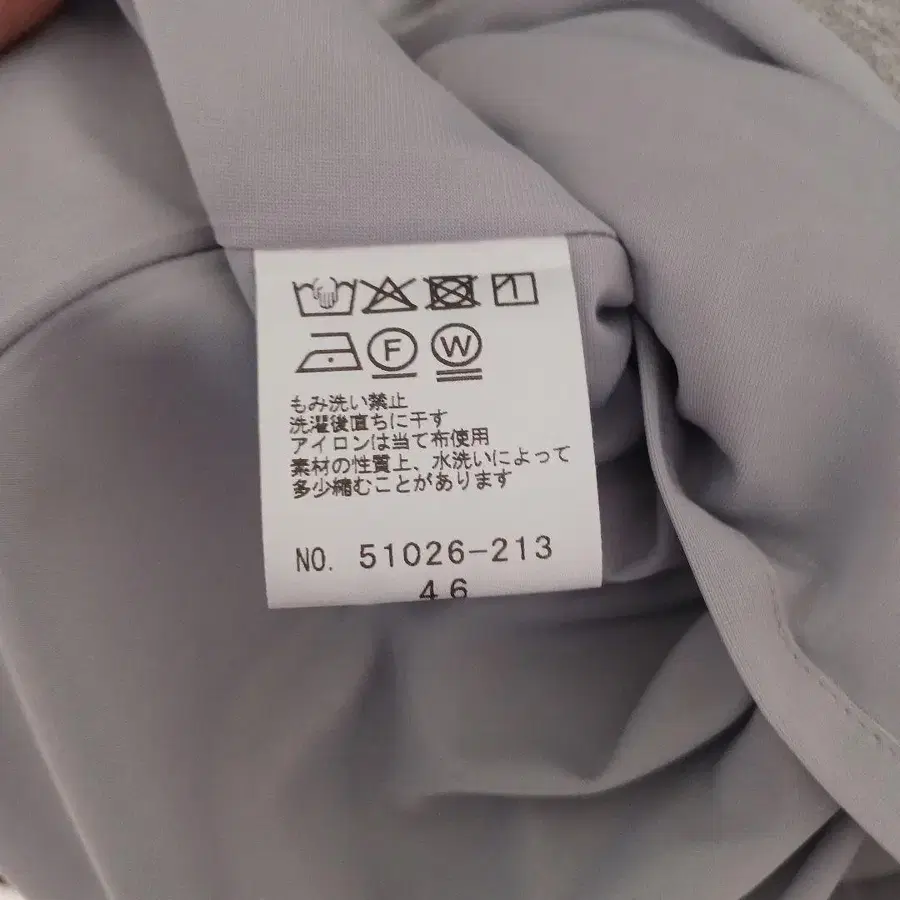 F W
もみ洗い禁止
洗濯後直ちに干す
アイロンは当て布使用
素材の性質上、水洗いによって
多少縮むことがあります
NO. 51026-213
46